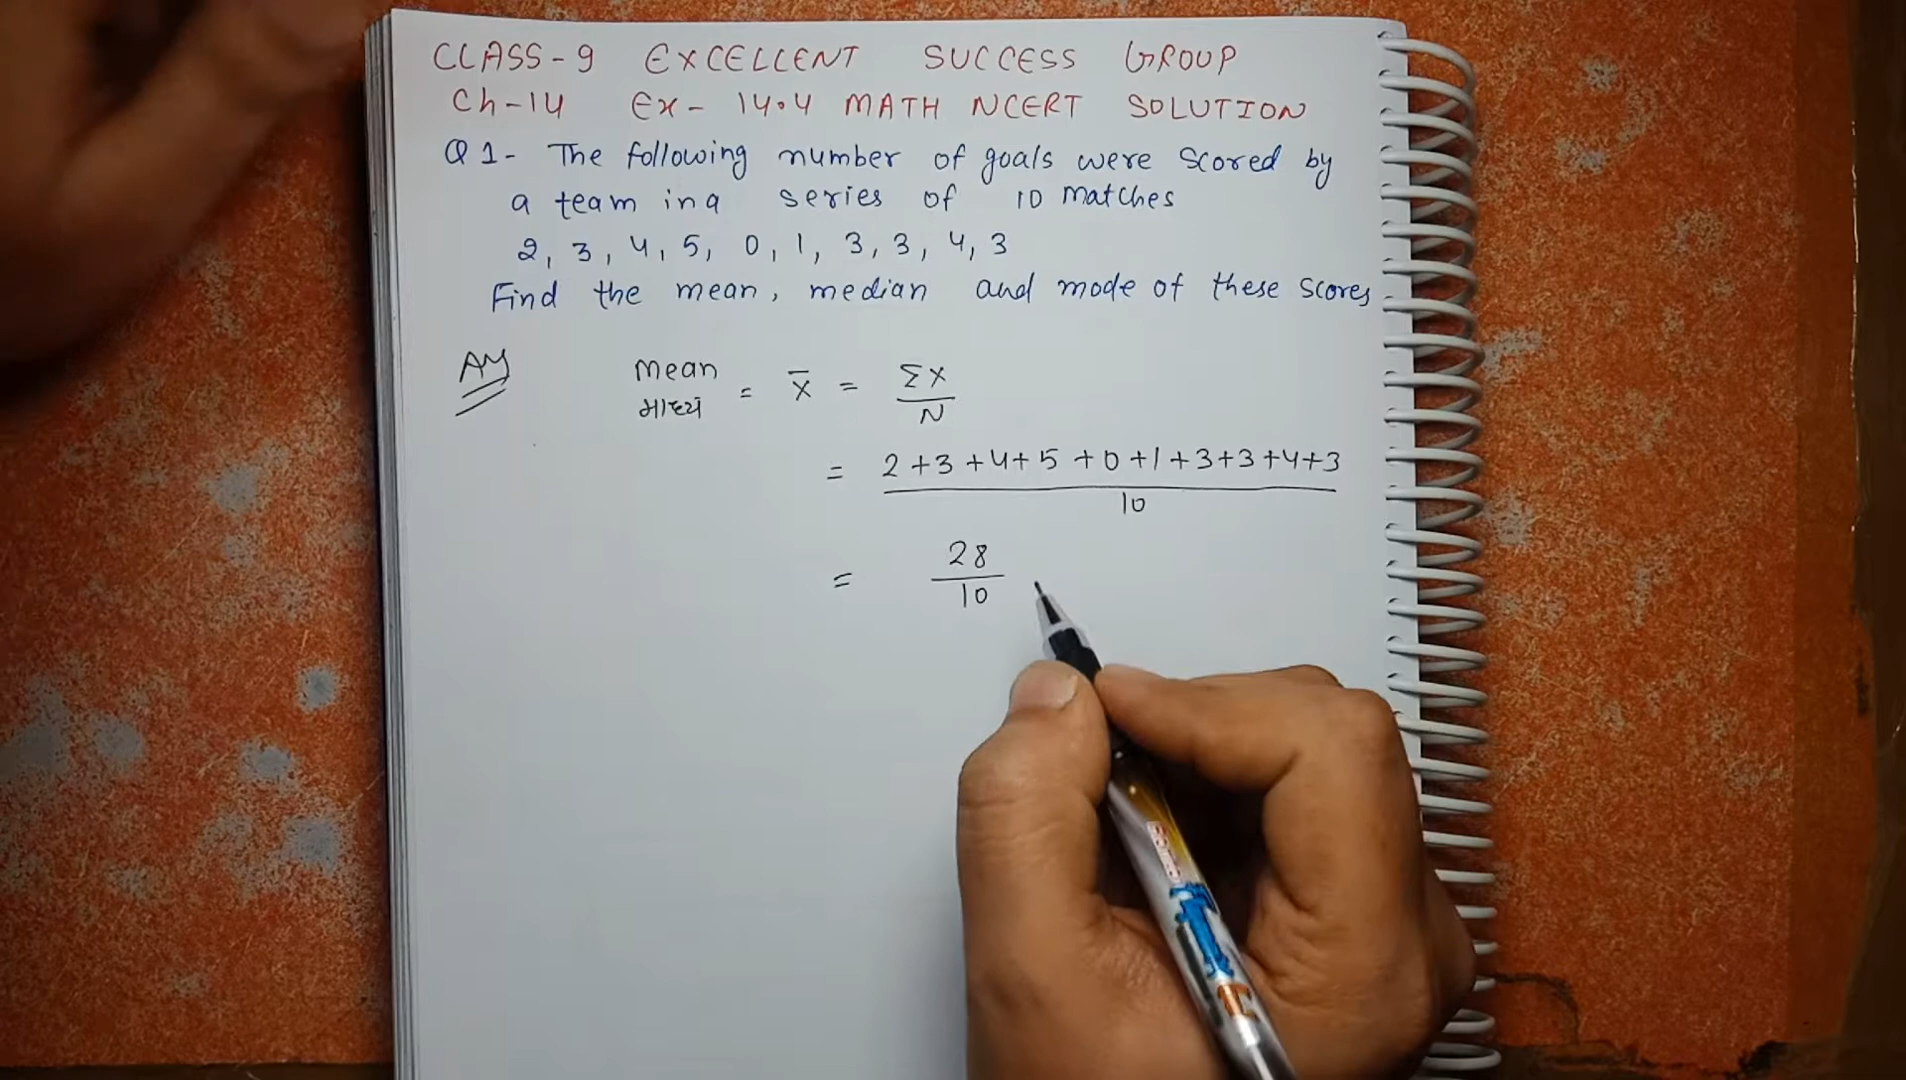 CLASS-9 EXCELLENT SUCCESS GROUP
Ch-14 Ex- 14.4 MATH NCERT SOLUTION
Q1- The following number of goals were scored by
a team in a series of 10 matches
2, 3, 4, 5, 0, 1, 3, 3, 4, 3
Find the mean, median and mode of these scores
Mean
= x̄ = ΣX
N
= 2+3+4+5+0+1+3+3+4+3
10
= 28
10